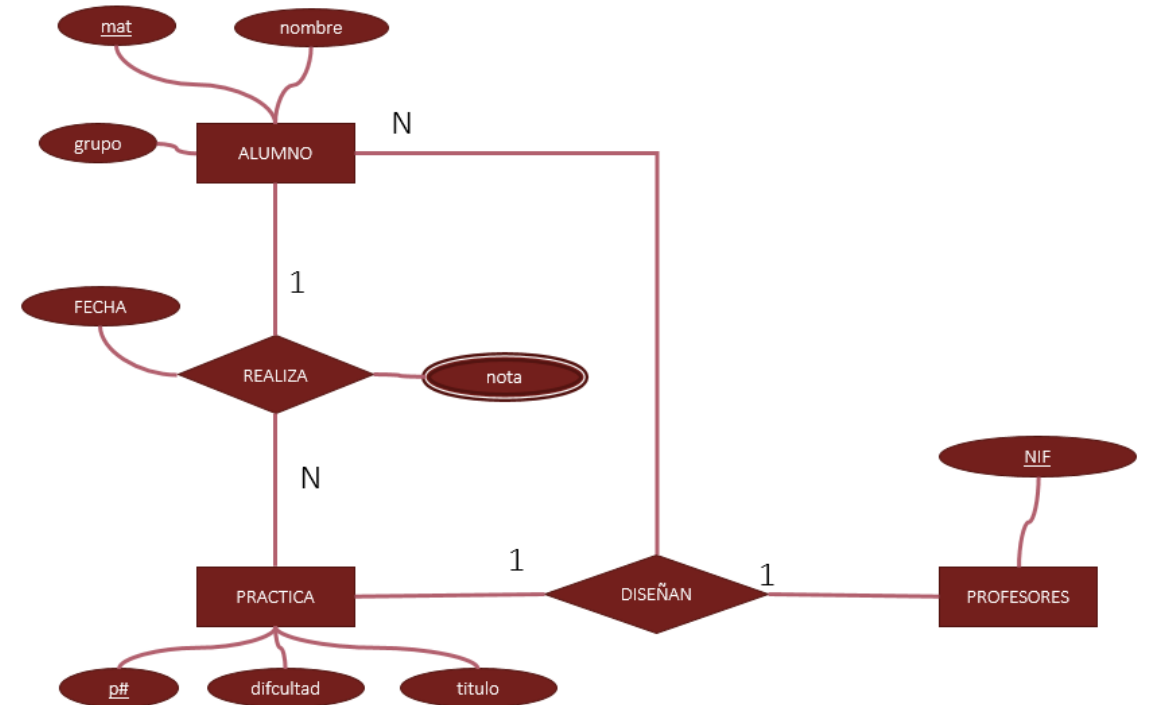 mat
nombre
N
grupo
ALUMNO
1
FECHA
REALIZA
nota
NIF
N
1
1
PRACTICA
DISEÑAN
PROFESORES
p#
difcultad
titulo